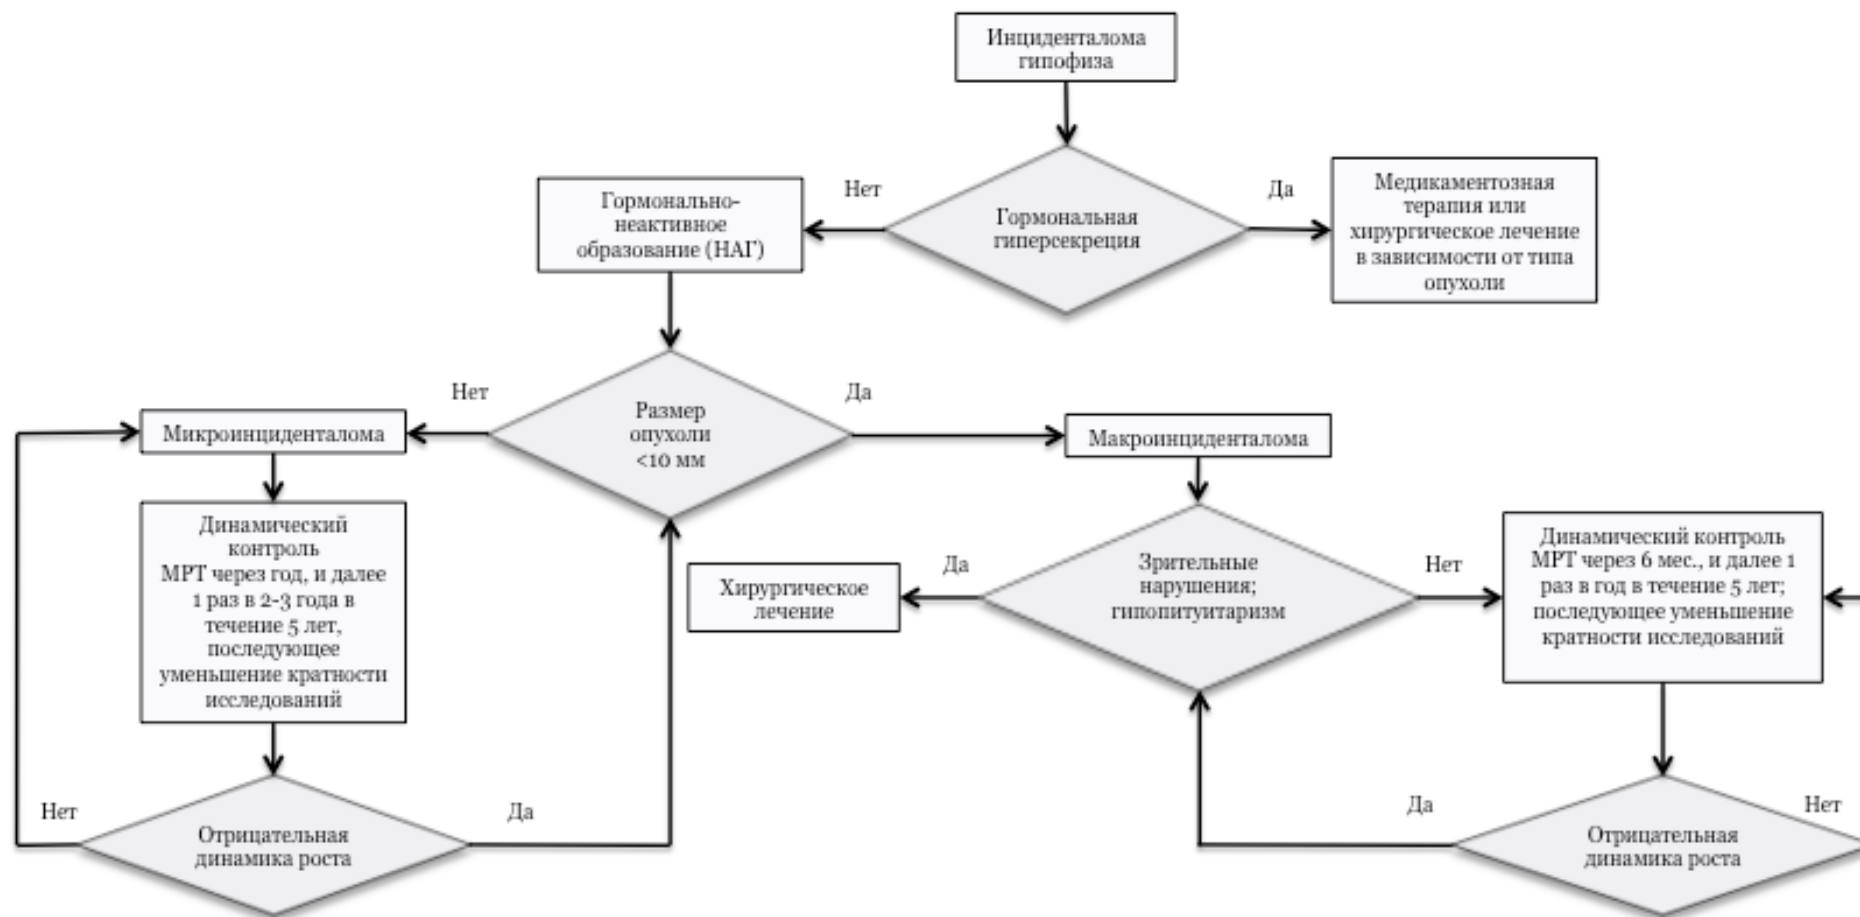 Инциденталома
гипофиза
Нет
Да
Гормонально-
неактивное
образование (НАГ)
Гормональная
гиперсекреция
Медикаментозная
терапия или
хирургическое лечение
в зависимости от типа
опухоли
Нет
Да
Размер
опухоли
<10 мм
Микроинциденталома
Макроинциденталома
Динамический
контроль
МРТ через год, и далее
1 раз в 2-3 года в
течение 5 лет,
последующее
уменьшение кратности
исследований
Хирургическое
лечение
Да
Зрительные
нарушения;
гипопитуитаризм
Нет
Динамический контроль
МРТ через 6 мес., и далее 1
раз в год в течение 5 лет;
последующее уменьшение
кратности исследований
Нет
Да
Отрицательная
динамика роста
Да
Нет
Отрицательная
динамика роста